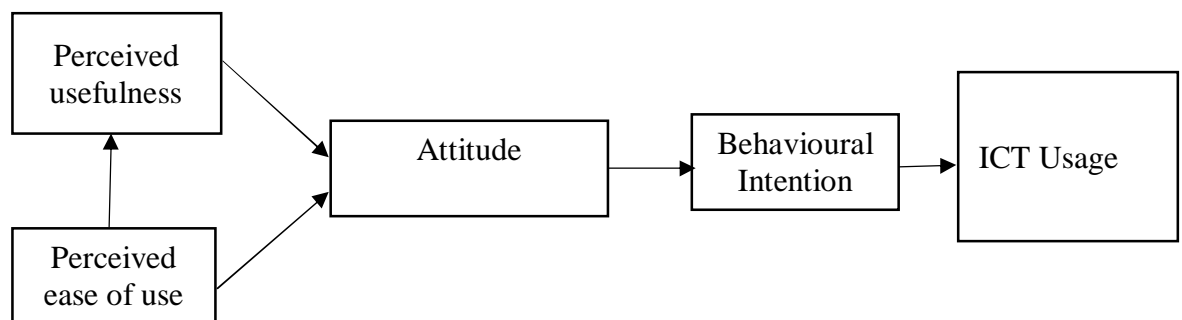 Perceived
usefulness
Attitude
Behavioural
Intention
ICT Usage
Perceived
ease of use